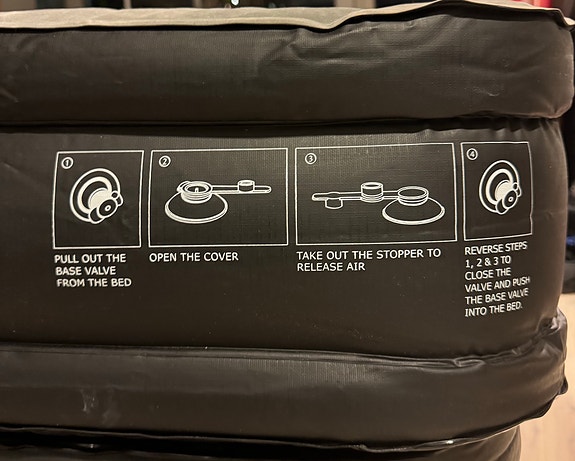 1
PULL OUT THE
BASE VALVE
FROM THE BED
2
OPEN THE COVER
3
TAKE OUT THE STOPPER TO
RELEASE AIR
4
REVERSE STEPS
1, 2 & 3 TO
CLOSE THE
VALVE AND PUSH
THE BASE VALVE
INTO THE BED.